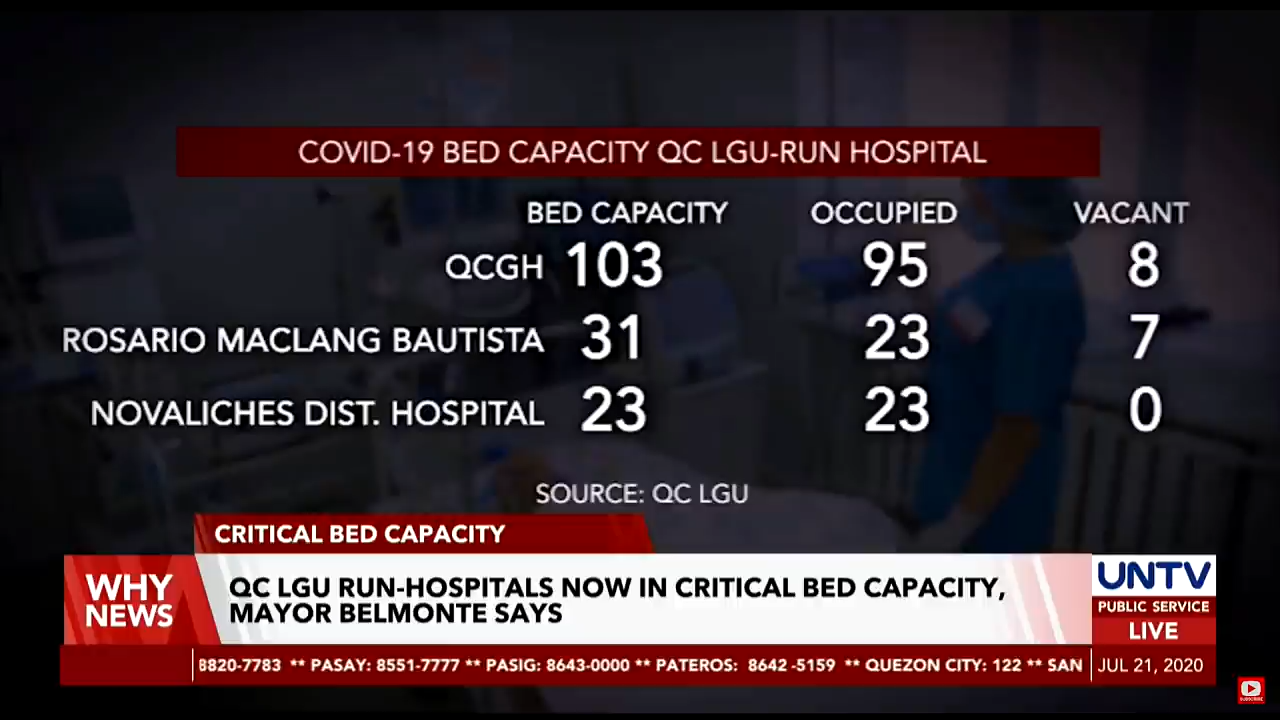 COVID-19 BED CAPACITY QC LGU-RUN HOSPITAL
BED CAPACITY OCCUPIED VACANT
QCGH 103 95 8
ROSARIO MACLANG BAUTISTA 31 23 7
NOVALICHES DIST. HOSPITAL 23 23 0
SOURCE: QC LGU
CRITICAL BED CAPACITY
WHY
NEWS
QC LGU RUN-HOSPITALS NOW IN CRITICAL BED CAPACITY,
MAYOR BELMONTE SAYS
UNTV
PUBLIC SERVICE
LIVE
8820-7783 ** PASAY: 8551-7777 ** PASIG: 8643-0000 ** PATEROS: 8642 -5159 ** QUEZON CITY: 122 ** SAN
JUL 21, 2020
SUBSCRIBE